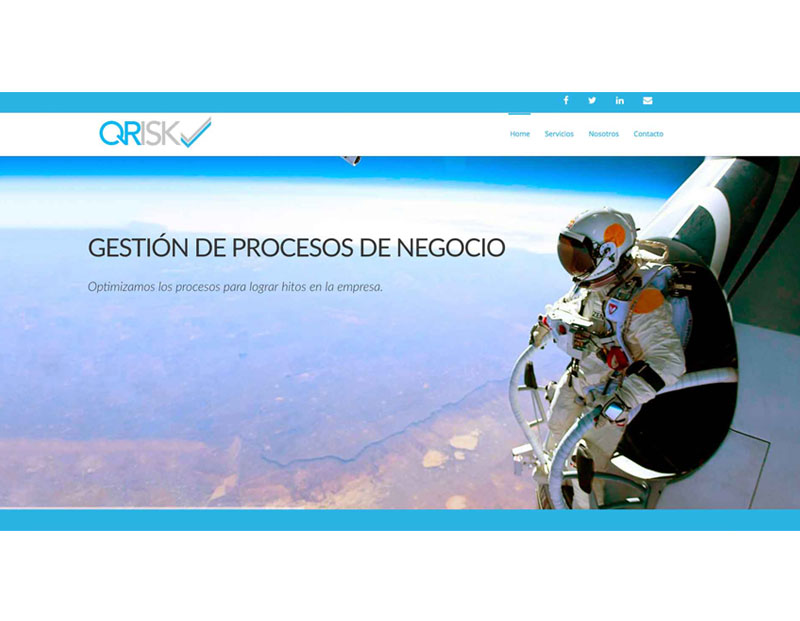 QRISK
Home Servicios Nosotros Contacto
GESTIÓN DE PROCESOS DE NEGOCIO
Optimizamos los procesos para lograr hitos en la empresa.